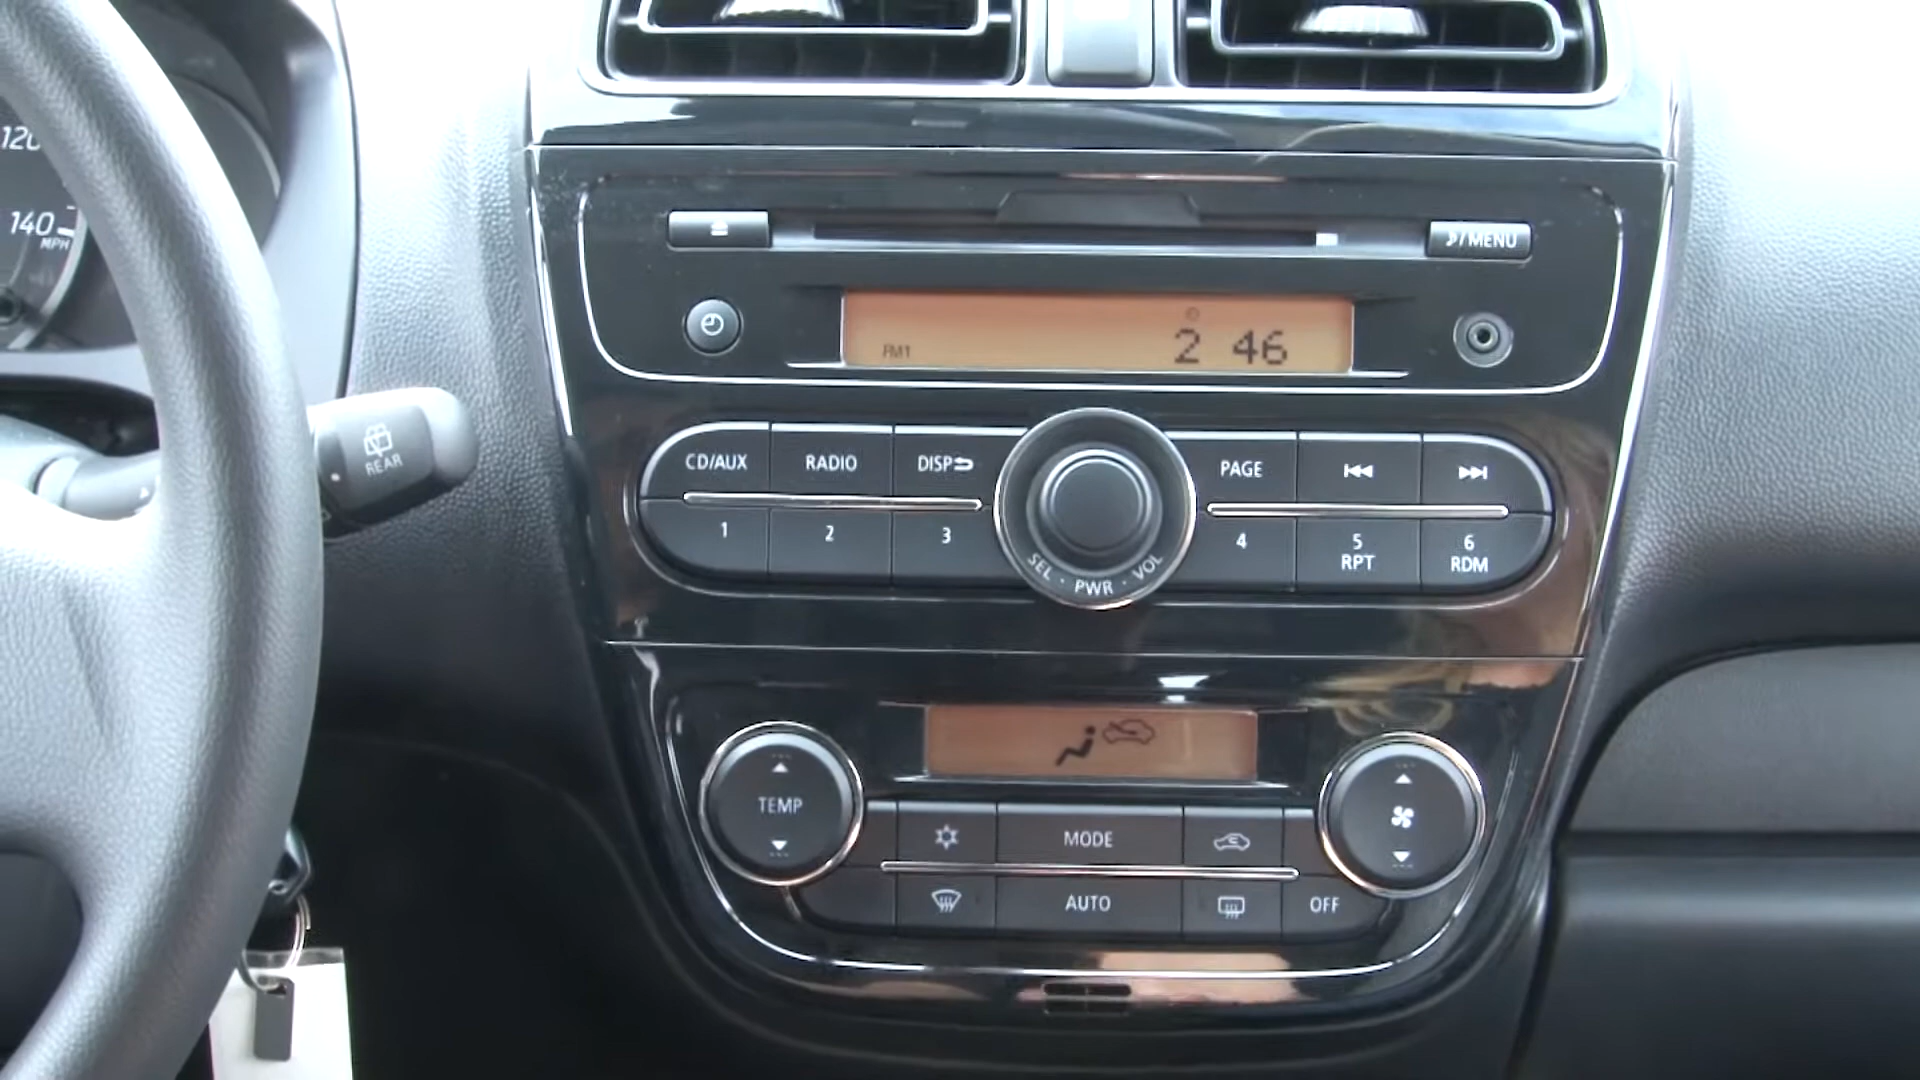 120
140
MPH
♪/MENU
FM1
2 46
REAR
CD/AUX
RADIO
DISP
PAGE
1
2
3
4
5
RPT
6
RDM
SEL · PWR · VOL
TEMP
MODE
AUTO
OFF